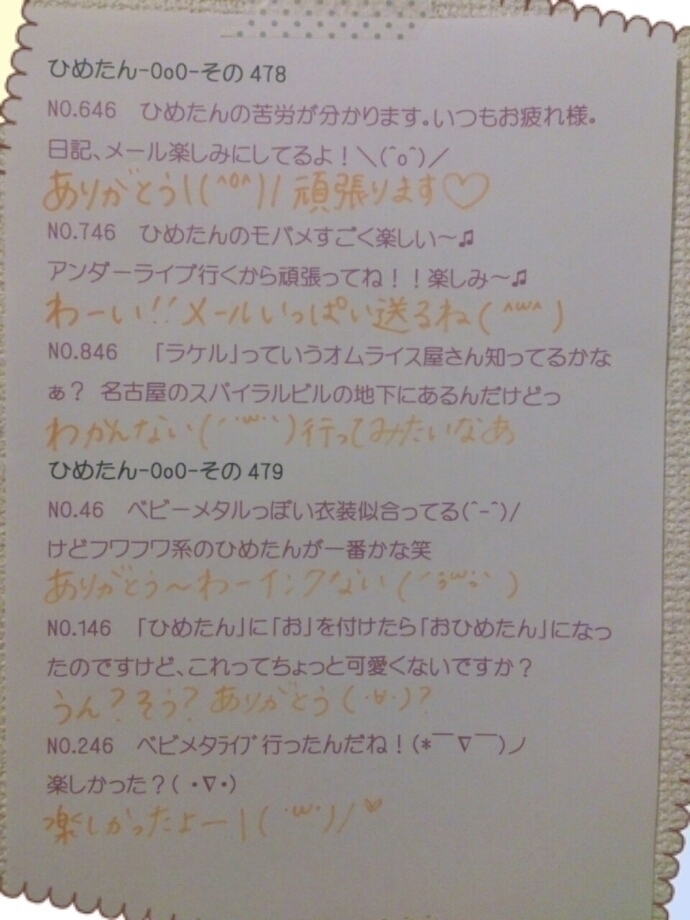 ひめたん-OoO-その478
NO.646　ひめたんの苦労が分かります。いつもお疲れ様。
日記、メール楽しみにしてるよ！＼(^o^)／
ありがとう!(^o^)! 頑張ります♡
NO.746　ひめたんのモバメすごく楽しい～♫
アンダーライブ行くから頑張ってね！！楽しみ～♫
わーい!! メールいっぱい送るね(^ω^)
NO.846　「ラケル」っていうオムライス屋さん知ってるかな
ぁ？ 名古屋のスパイラルビルの地下にあるんだけどっ
わかんない(´･ω･`)行ってみたいなあ
ひめたん-OoO-その479
NO.46　ベビーメタルっぽい衣装似合ってる(^-^)/
けどフワフワ系のひめたんが一番かな笑
ありがとう～わーインクない(´;ω;`)
NO.146　「ひめたん」に「お」を付けたら「おひめたん」になっ
たのですけど、これってちょっと可愛くないですか？
うん？そう？ありがとう(･∀･)？
NO.246　ベビメタﾗｲﾌﾞ行ったんだね！(*￣∇￣)ノ
楽しかった？( ･∇･)
楽しかったよー!(･ω･)/♥